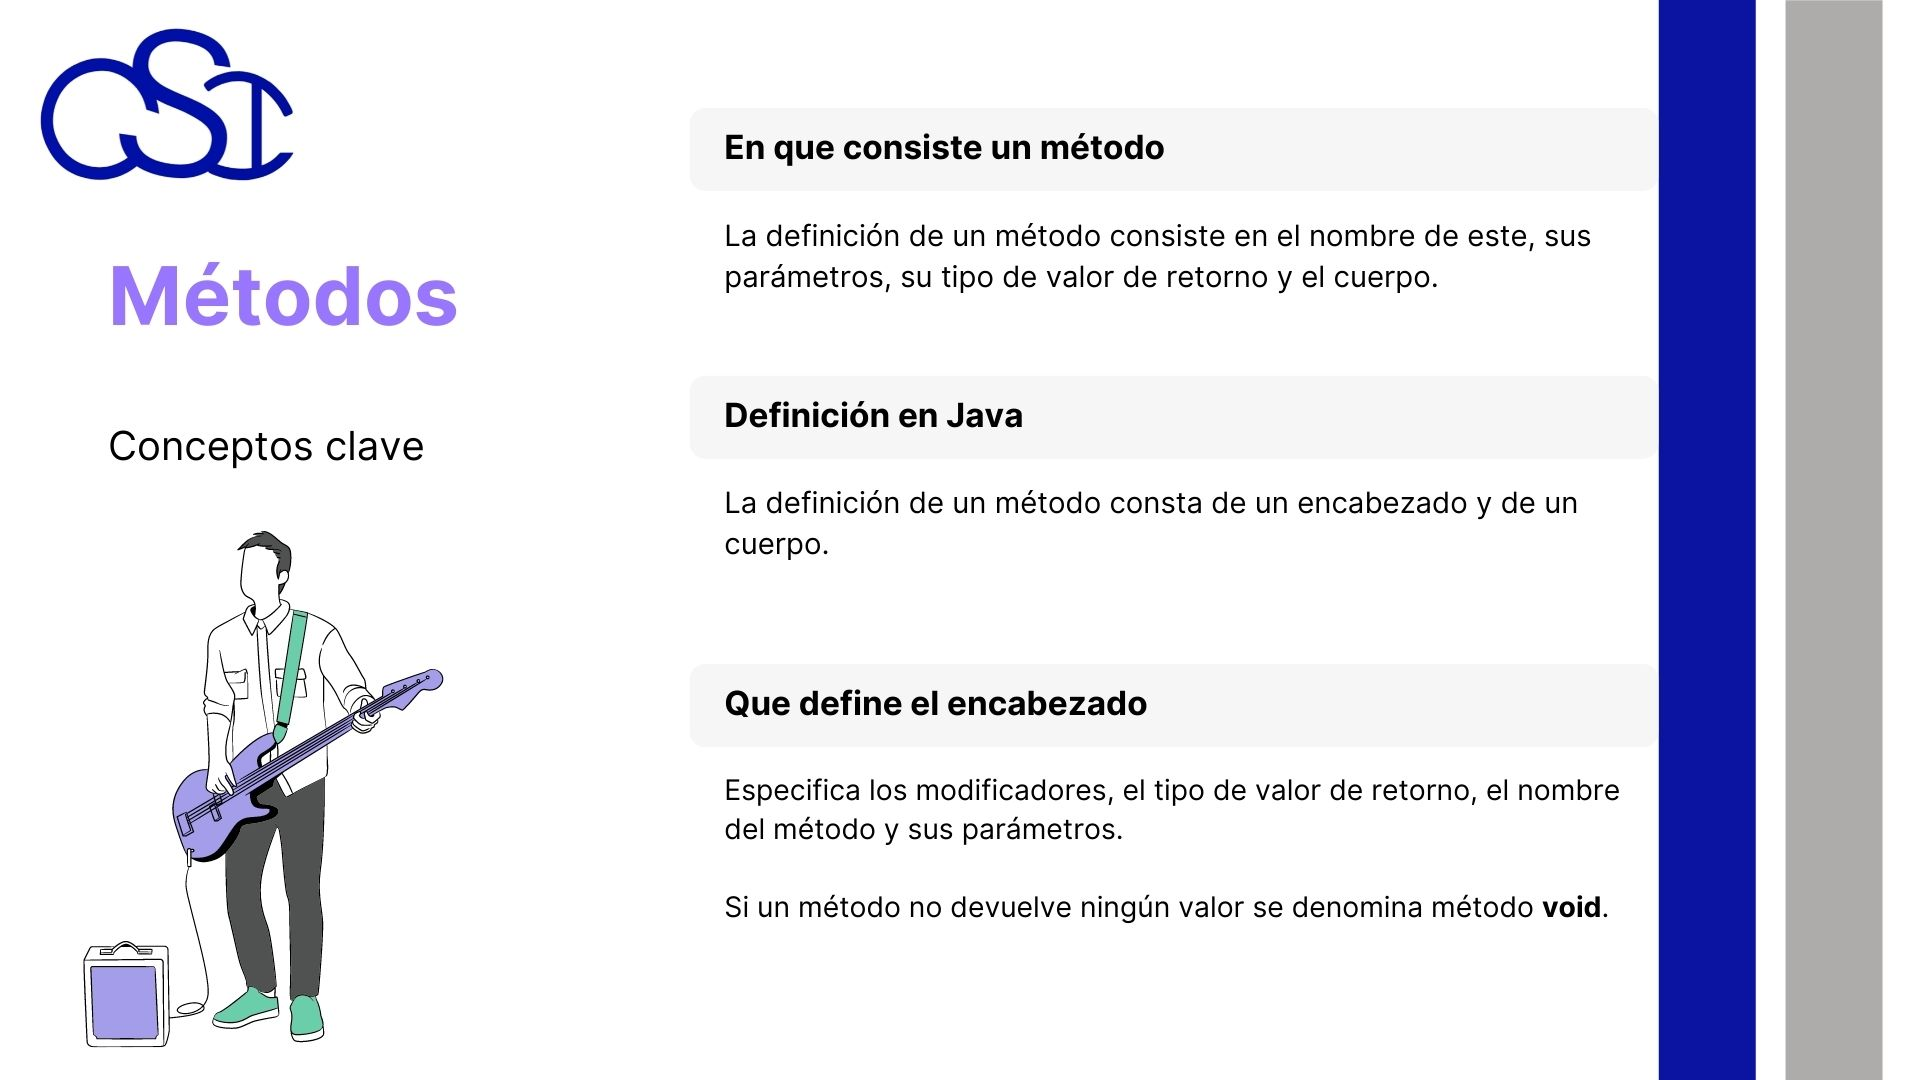 Métodos
Conceptos clave
En que consiste un método
La definición de un método consiste en el nombre de este, sus
parámetros, su tipo de valor de retorno y el cuerpo.
Definición en Java
La definición de un método consta de un encabezado y de un
cuerpo.
Que define el encabezado
Especifica los modificadores, el tipo de valor de retorno, el nombre
del método y sus parámetros.
Si un método no devuelve ningún valor se denomina método void.